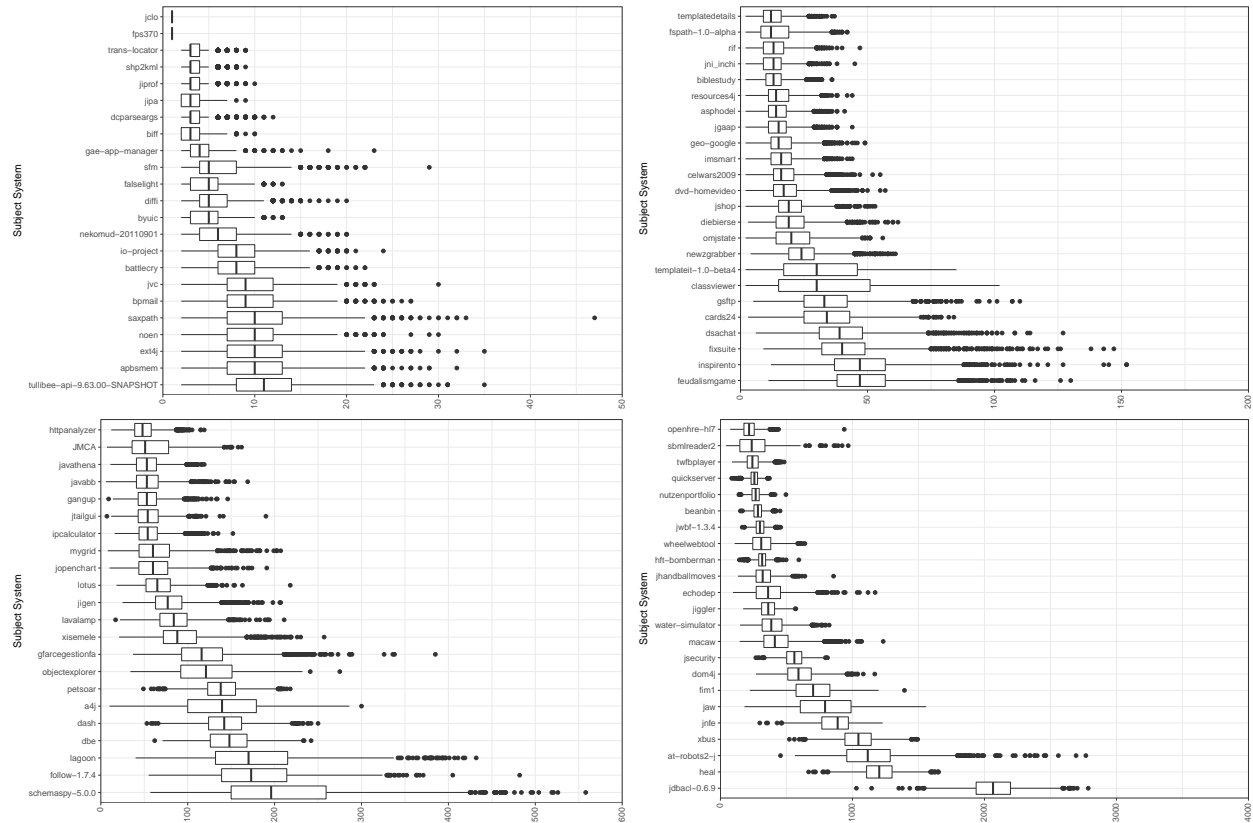 Subject System
jclo
fps370
trans−locator
shp2kml
jiprof
jipa
dcparseargs
biff
gae−app−manager
sfm
falselight
diffi
byuic
nekomud−20110901
io−project
battlecry
jvc
bpmail
saxpath
noen
ext4j
apbsmem
tullibee−api−9.63.00−SNAPSHOT
0 10 20 30 40 50
Subject System
templatedetails
fspath−1.0−alpha
rif
jni_inchi
biblestudy
resources4j
asphodel
jgaap
geo−google
imsmart
celwars2009
dvd−homevideo
jshop
diebierse
omjstate
newzgrabber
templateit−1.0−beta4
classviewer
gsftp
cards24
dsachat
fixsuite
inspirento
feudalismgame
0 50 100 150 200
Subject System
httpanalyzer
JMCA
javathena
javabb
gangup
jtailgui
ipcalculator
mygrid
jopenchart
lotus
jigen
lavalamp
xisemele
gfarcegestionfa
objectexplorer
petsoar
a4j
dash
dbe
lagoon
follow−1.7.4
schemaspy−5.0.0
0 100 200 300 400 500 600
Subject System
openhre−hl7
sbmlreader2
twfbplayer
quickserver
nutzenportfolio
beanbin
jwbf−1.3.4
wheelwebtool
hft−bomberman
jhandballmoves
echodep
jiggler
water−simulator
macaw
jsecurity
dom4j
fim1
jaw
jnfe
xbus
at−robots2−j
heal
jdbacl−0.6.9
0 1000 2000 3000 4000